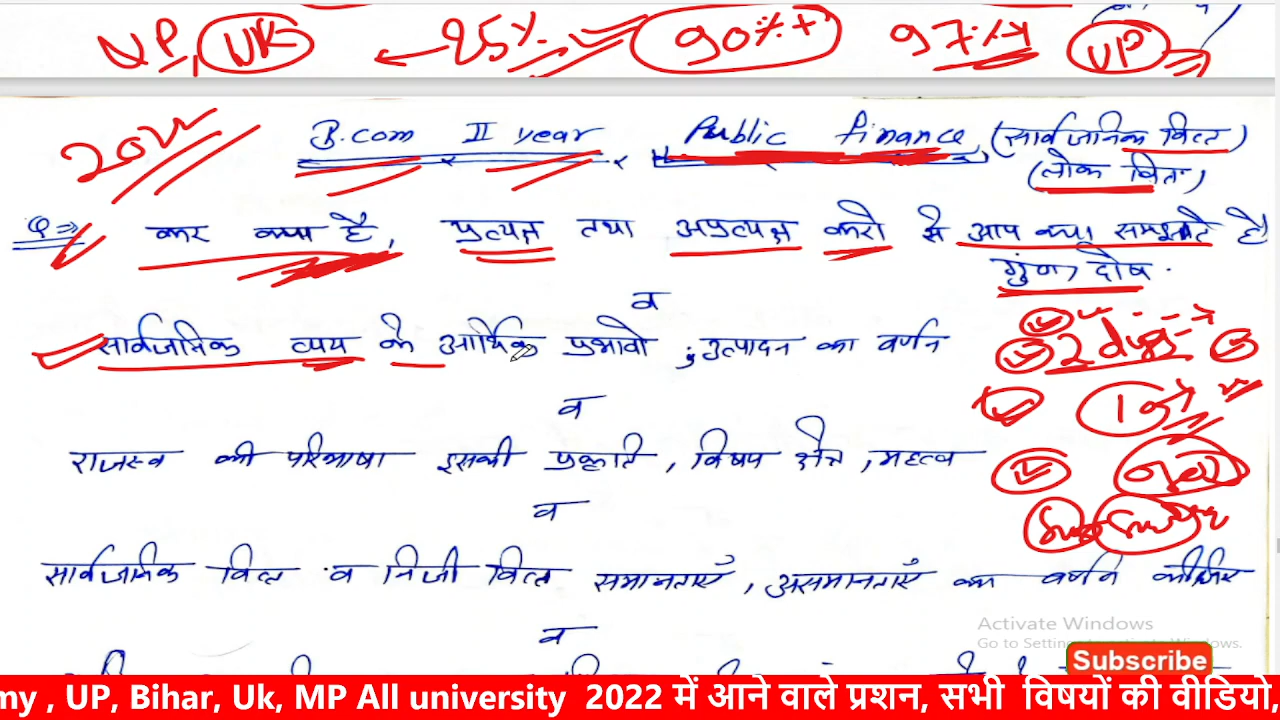 UP, UK 85% 90%+ 97% UP
2022 B.com II year Public Finance (सार्वजनिक वित्त)
(लोक वित्त)
Q⇒ कर क्या है, प्रत्यक्ष तथा अप्रत्यक्ष करो से आप क्या समझते है
गुण, दोष.
व
सार्वजनिक व्यय के आर्थिक प्रभावो ; उत्पादन का वर्णन
2 days
व
राजस्व की परिभाषा इसकी प्रकृति, विषय क्षेत्र, महत्व
व
सार्वजनिक वित्त व निजी वित्त समानताएँ, असमानताएँ का वर्णन कीजिए
Activate Windows
व
Subscribe
my , UP, Bihar, Uk, MP All university 2022 में आने वाले प्रशन, सभी विषयों की वीडियो,